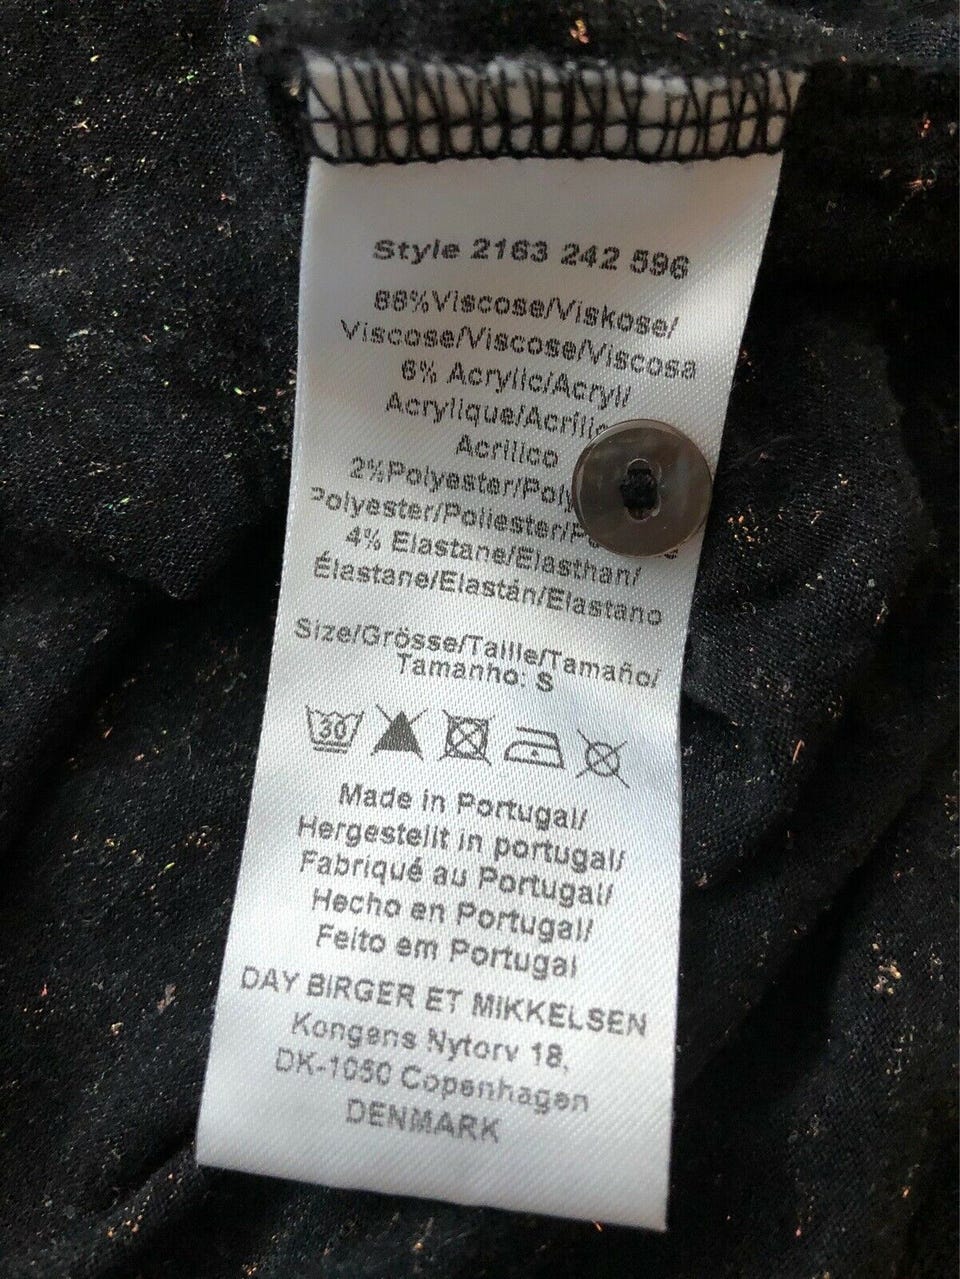 Style 2163 242 596
88%Viscose/Viskose/
Viscose/Viscose/Viscosa
6% Acrylic/Acryl/
Acrylique/Acrílic
Acrílico
2%Polyester/Poly
Polyester/Poliester/P
4% Elastane/Elasthan/
Élastane/Elastán/Elastano
Size/Grösse/Taille/Tamaño/
Tamanho: S
30
Made in Portugal/
Hergestellt in portugal/
Fabriqué au Portugal/
Hecho en Portugal/
Feito em Portugal
DAY BIRGER ET MIKKELSEN
Kongens Nytorv 18,
DK-1050 Copenhagen
DENMARK